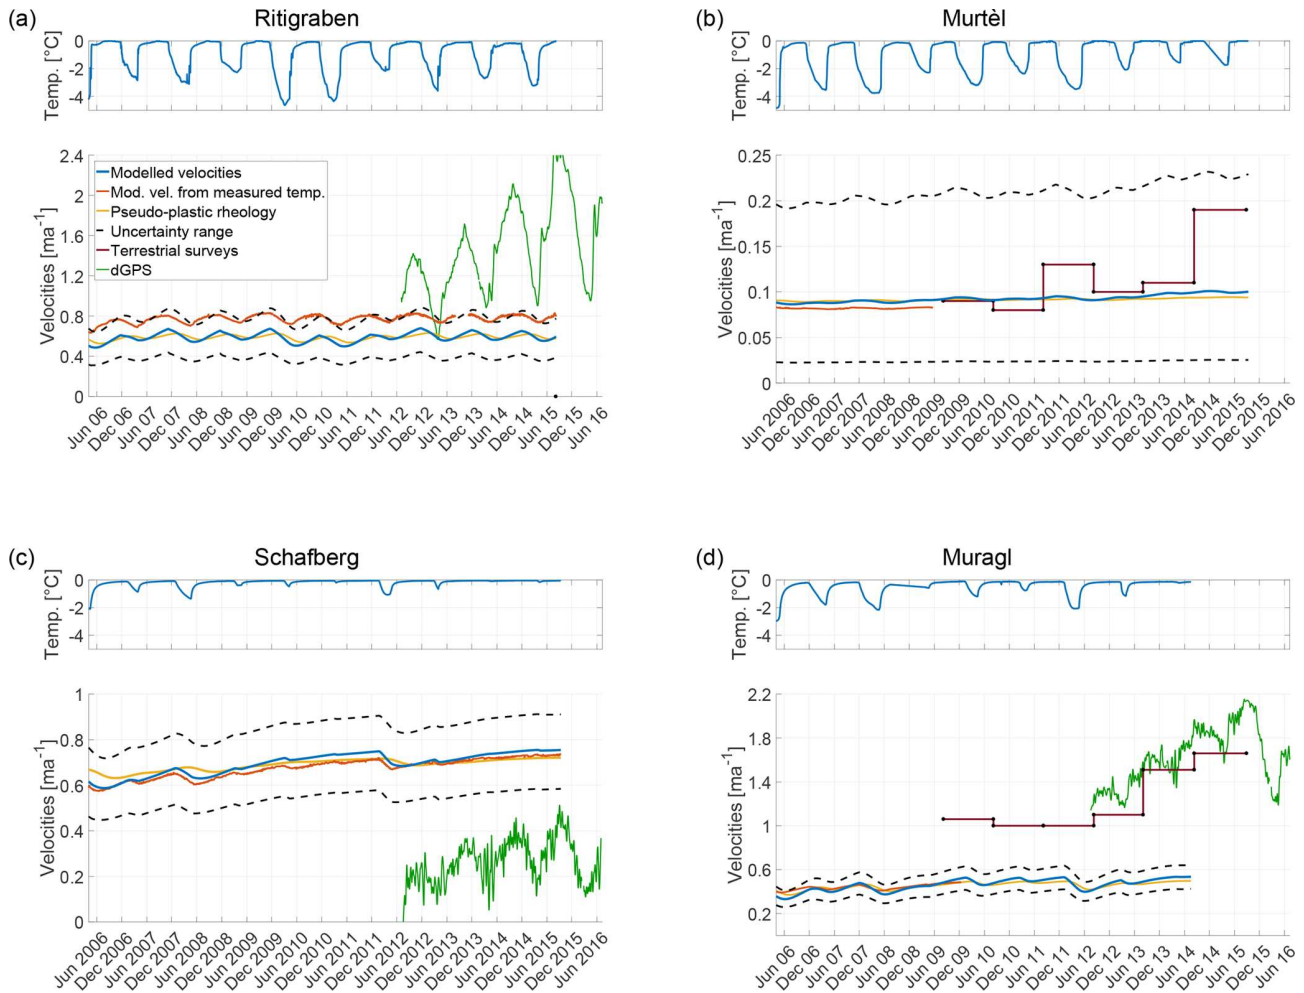 (a) Ritigraben
Temp. [°C]
0
-2
-4
Velocities [ma⁻¹]
2.4
2
1.6
1.2
0.8
0.4
0
Modelled velocities
Mod. vel. from measured temp.
Pseudo-plastic rheology
Uncertainty range
Terrestrial surveys
dGPS
Jun 06
Dec 06
Jun 07
Dec 07
Jun 08
Dec 08
Jun 09
Dec 09
Jun 10
Dec 10
Jun 11
Dec 11
Jun 12
Dec 12
Jun 13
Dec 13
Jun 14
Dec 14
Jun 15
Dec 15
Jun 16
(b) Murtèl
Temp. [°C]
0
-2
-4
Velocities [ma⁻¹]
0.25
0.2
0.15
0.1
0.05
0
Jun 2006
Dec 2006
Jun 2007
Dec 2007
Jun 2008
Dec 2008
Jun 2009
Dec 2009
Jun 2010
Dec 2010
Jun 2011
Dec 2011
Jun 2012
Dec 2012
Jun 2013
Dec 2013
Jun 2014
Dec 2014
Jun 2015
Dec 2015
Jun 2016
(c) Schafberg
Temp. [°C]
0
-2
-4
Velocities [ma⁻¹]
1
0.8
0.6
0.4
0.2
0
Jun 2006
Dec 2006
Jun 2007
Dec 2007
Jun 2008
Dec 2008
Jun 2009
Dec 2009
Jun 2010
Dec 2010
Jun 2011
Dec 2011
Jun 2012
Dec 2012
Jun 2013
Dec 2013
Jun 2014
Dec 2014
Jun 2015
Dec 2015
Jun 2016
(d) Muragl
Temp. [°C]
0
-2
-4
Velocities [ma⁻¹]
2.2
1.8
1.4
1
0.6
0.2
Jun 06
Dec 06
Jun 07
Dec 07
Jun 08
Dec 08
Jun 09
Dec 09
Jun 10
Dec 10
Jun 11
Dec 11
Jun 12
Dec 12
Jun 13
Dec 13
Jun 14
Dec 14
Jun 15
Dec 15
Jun 16